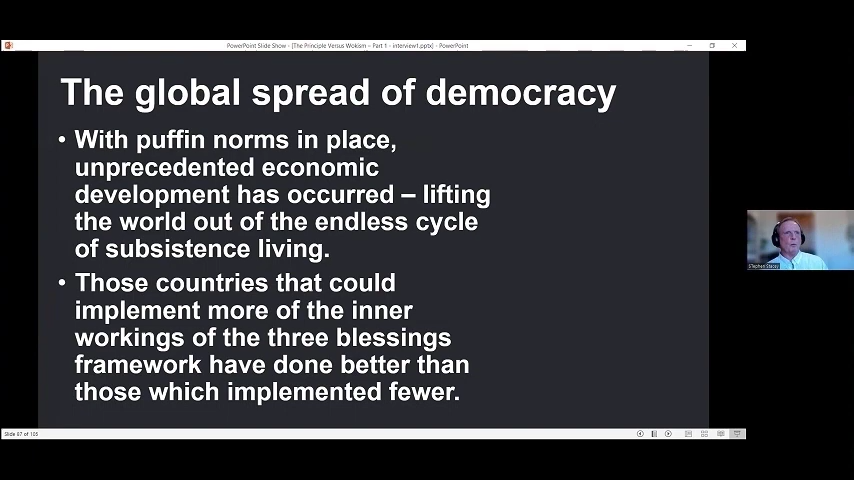 PowerPoint Slide Show - [The Principle Versus Wokism – Part 1 - interview1.pptx] - PowerPoint
The global spread of democracy
• With puffin norms in place,
unprecedented economic
development has occurred – lifting
the world out of the endless cycle
of subsistence living.
• Those countries that could
implement more of the inner
workings of the three blessings
framework have done better than
those which implemented fewer.
STephen Stacey
Slide 97 of 105